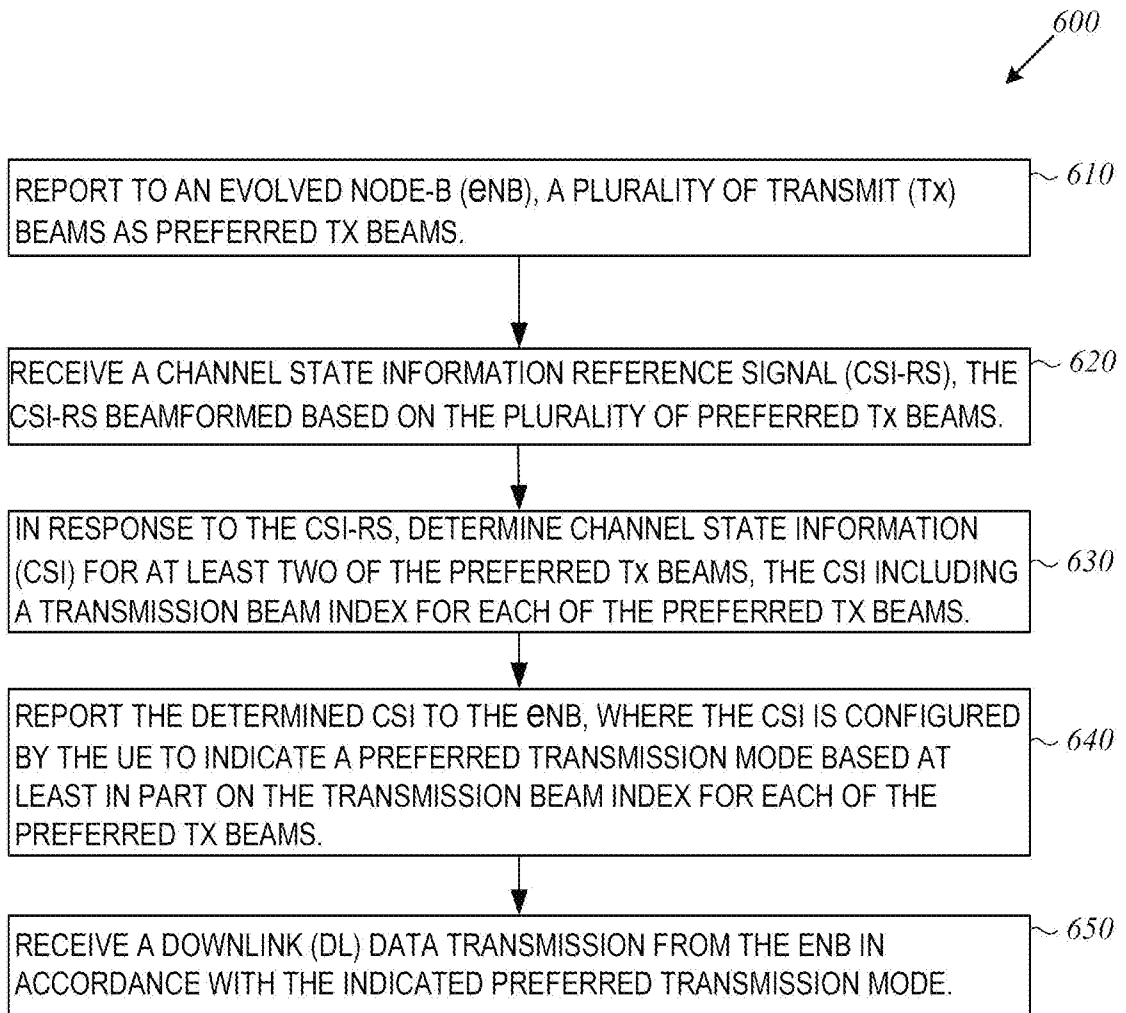 600
REPORT TO AN EVOLVED NODE-B (eNB), A PLURALITY OF TRANSMIT (Tx)
BEAMS AS PREFERRED TX BEAMS.
610
RECEIVE A CHANNEL STATE INFORMATION REFERENCE SIGNAL (CSI-RS), THE
CSI-RS BEAMFORMED BASED ON THE PLURALITY OF PREFERRED Tx BEAMS.
620
IN RESPONSE TO THE CSI-RS, DETERMINE CHANNEL STATE INFORMATION
(CSI) FOR AT LEAST TWO OF THE PREFERRED Tx BEAMS, THE CSI INCLUDING
A TRANSMISSION BEAM INDEX FOR EACH OF THE PREFERRED TX BEAMS.
630
REPORT THE DETERMINED CSI TO THE eNB, WHERE THE CSI IS CONFIGURED
BY THE UE TO INDICATE A PREFERRED TRANSMISSION MODE BASED AT
LEAST IN PART ON THE TRANSMISSION BEAM INDEX FOR EACH OF THE
PREFERRED TX BEAMS.
640
RECEIVE A DOWNLINK (DL) DATA TRANSMISSION FROM THE ENB IN
ACCORDANCE WITH THE INDICATED PREFERRED TRANSMISSION MODE.
650